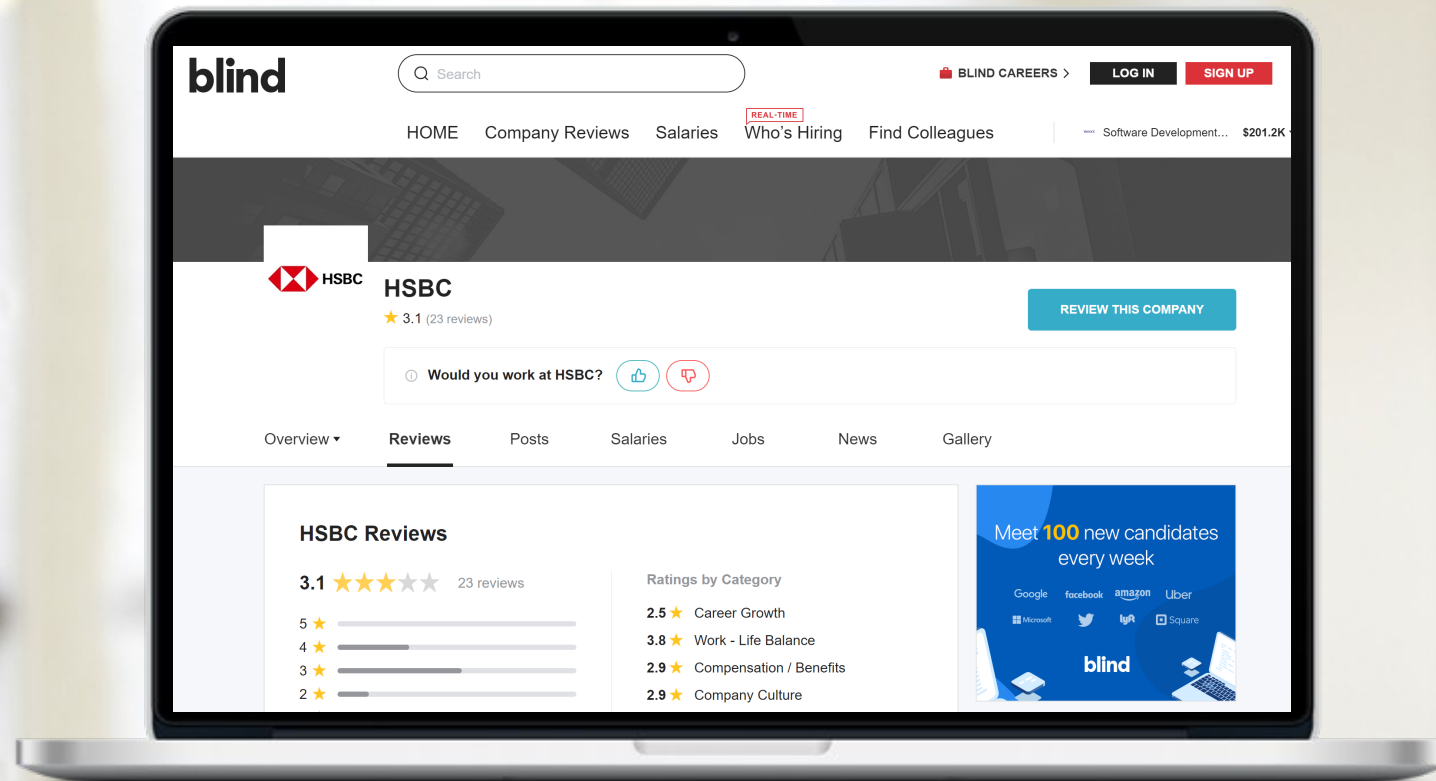 blind
Search
BLIND CAREERS >
LOG IN
SIGN UP
REAL-TIME
HOME Company Reviews Salaries Who's Hiring Find Colleagues
Software Development... $201.2K
HSBC
HSBC
3.1 (23 reviews)
REVIEW THIS COMPANY
Would you work at HSBC?
Overview Reviews Posts Salaries Jobs News Gallery
HSBC Reviews
3.1 23 reviews
5
4
3
2
Ratings by Category
2.5 Career Growth
3.8 Work - Life Balance
2.9 Compensation / Benefits
2.9 Company Culture
Meet 100 new candidates
every week
Google facebook amazon Uber
Microsoft lyft Square
blind